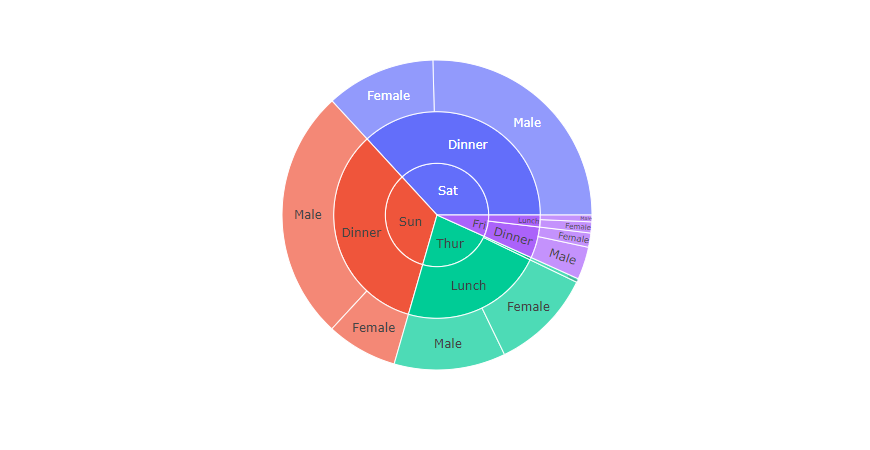 Female
Male
Dinner
Sat
Male
Sun
Dinner
Fri
Lunch
Male
Female
Dinner
Female
Male
Thur
Lunch
Female
Female
Male